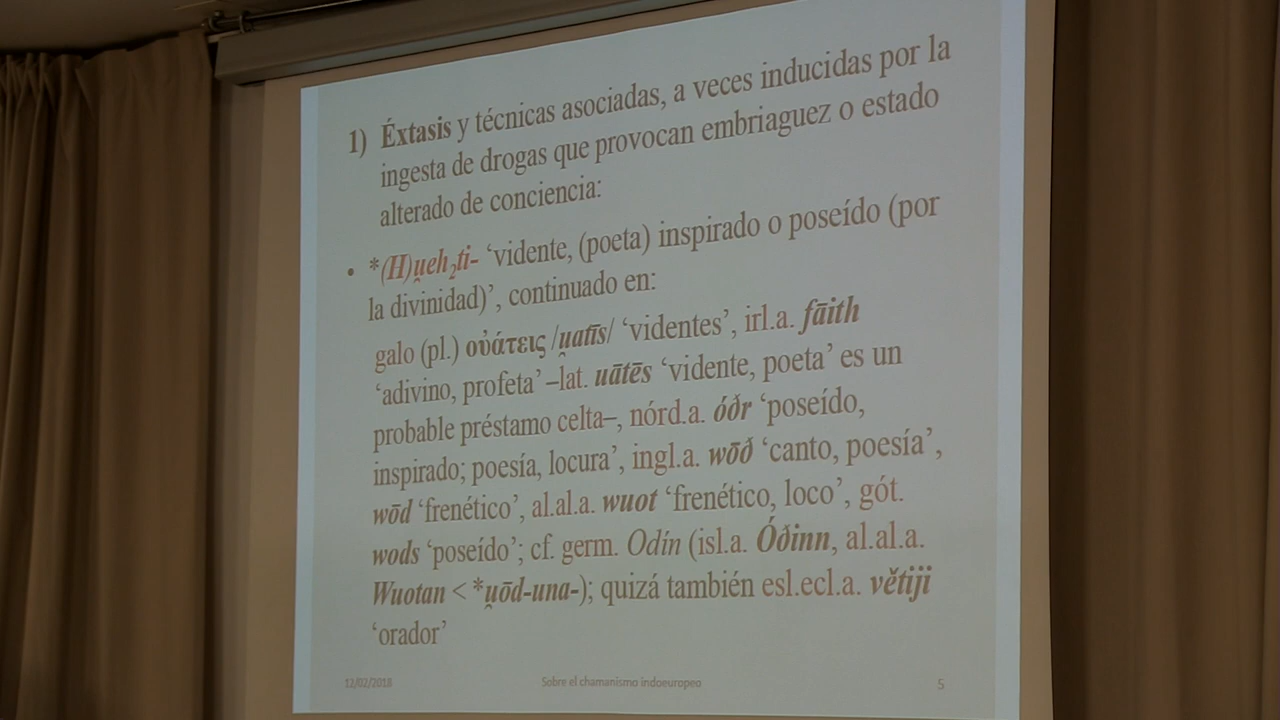 1) Éxtasis y técnicas asociadas, a veces inducidas por la
ingesta de drogas que provocan embriaguez o estado
alterado de conciencia:
• *(H)u̯eh₂ti- ‘vidente, (poeta) inspirado o poseído (por
la divinidad)’, continuado en:
galo (pl.) οὐάτεις /u̯atīs/ ‘videntes’, irl.a. fāith
‘adivino, profeta’ –lat. uātēs ‘vidente, poeta’ es un
probable préstamo celta–, nórd.a. óðr ‘poseído,
inspirado; poesía, locura’, ingl.a. wōð ‘canto, poesía’,
wōd ‘frenético’, al.al.a. wuot ‘frenético, loco’, gót.
wods ‘poseído’; cf. germ. Odín (isl.a. Óðinn, al.al.a.
Wuotan < *u̯ōd-una-); quizá también esl.ecl.a. větiji
‘orador’
12/02/2018 Sobre el chamanismo indoeuropeo 5